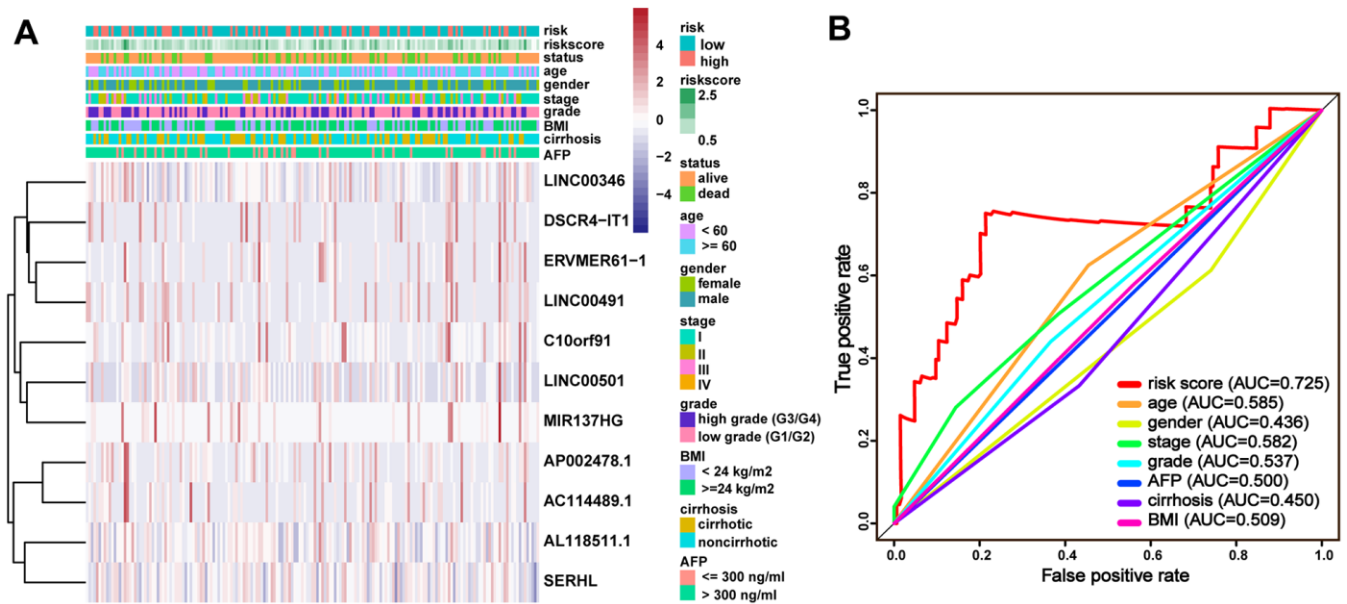 A
risk
riskscore
status
age
gender
stage
grade
BMI
cirrhosis
AFP
4
2
0
−2
−4
LINC00346
DSCR4−IT1
ERVMER61−1
LINC00491
C10orf91
LINC00501
MIR137HG
AP002478.1
AC114489.1
AL118511.1
SERHL
risk
low
high
riskscore
2.5
0.5
status
alive
dead
age
< 60
>= 60
gender
female
male
stage
I
II
III
IV
grade
high grade (G3/G4)
low grade (G1/G2)
BMI
< 24 kg/m2
>=24 kg/m2
cirrhosis
cirrhotic
noncirrhotic
AFP
<= 300 ng/ml
> 300 ng/ml
B
True positive rate
1.0
0.8
0.6
0.4
0.2
0.0
risk score (AUC=0.725)
age (AUC=0.585)
gender (AUC=0.436)
stage (AUC=0.582)
grade (AUC=0.537)
AFP (AUC=0.500)
cirrhosis (AUC=0.450)
BMI (AUC=0.509)
0.0 0.2 0.4 0.6 0.8 1.0
False positive rate